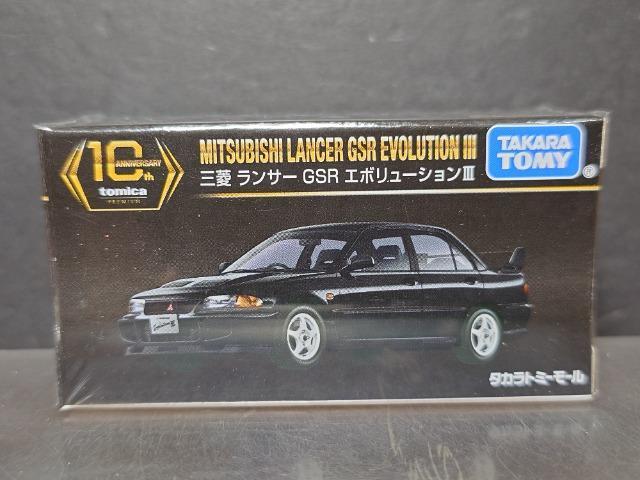 10th
ANNIVERSARY
tomica
PREMIUM
MITSUBISHI LANCER GSR EVOLUTION III
三菱 ランサー GSR エボリューションIII
TAKARA
TOMY
®
タカラトミーモール